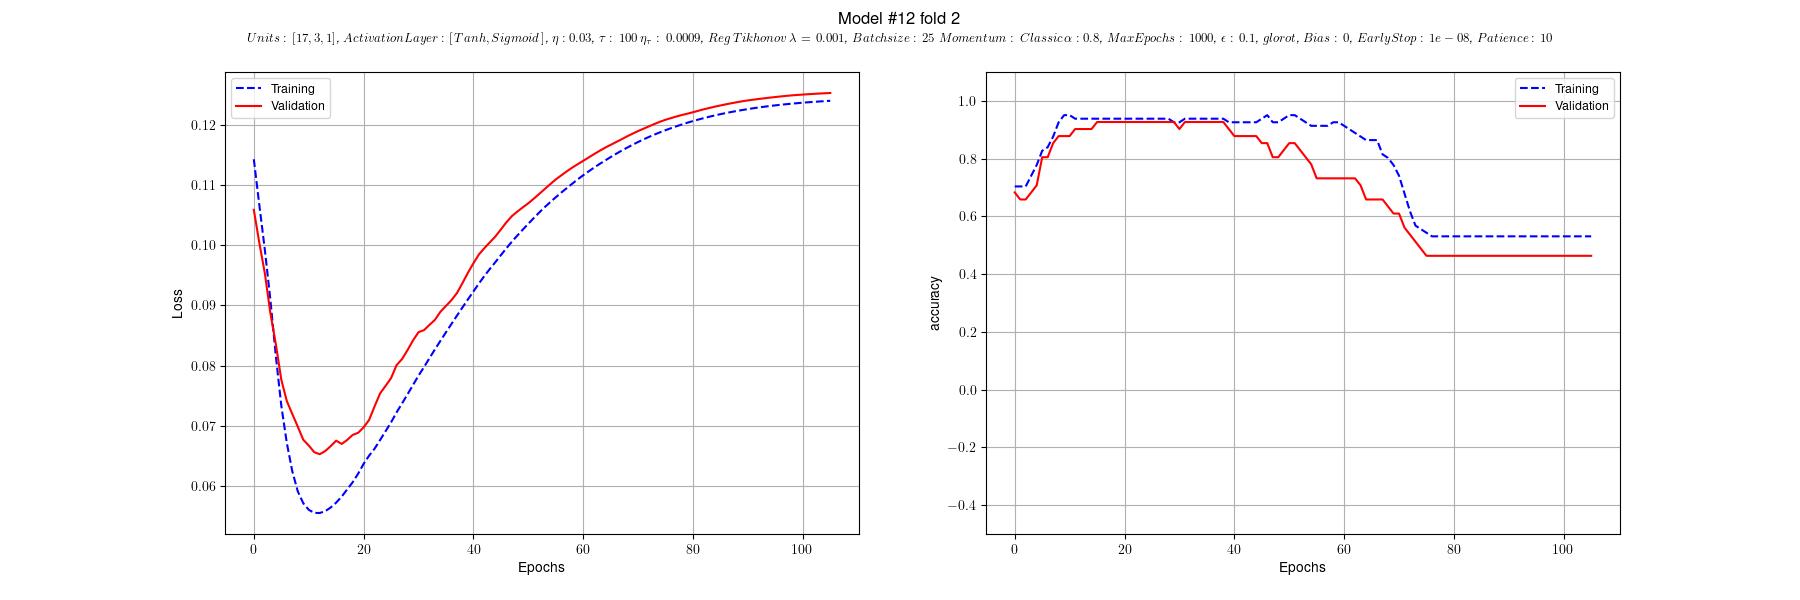 Model #12 fold 2
Units : [17, 3, 1], ActivationLayer : [Tanh, Sigmoid], η : 0.03, τ : 100 η_τ : 0.0009, Reg Tikhonov λ = 0.001, Batchsize : 25 Momentum : Classic α : 0.8, MaxEpochs : 1000, ϵ : 0.1, glorot, Bias : 0, EarlyStop : 1e − 08, Patience : 10
Training
Validation
0.12
0.11
0.10
0.09
0.08
0.07
0.06
Loss
0 20 40 60 80 100
Epochs
Training
Validation
1.0
0.8
0.6
0.4
0.2
0.0
−0.2
−0.4
accuracy
0 20 40 60 80 100
Epochs